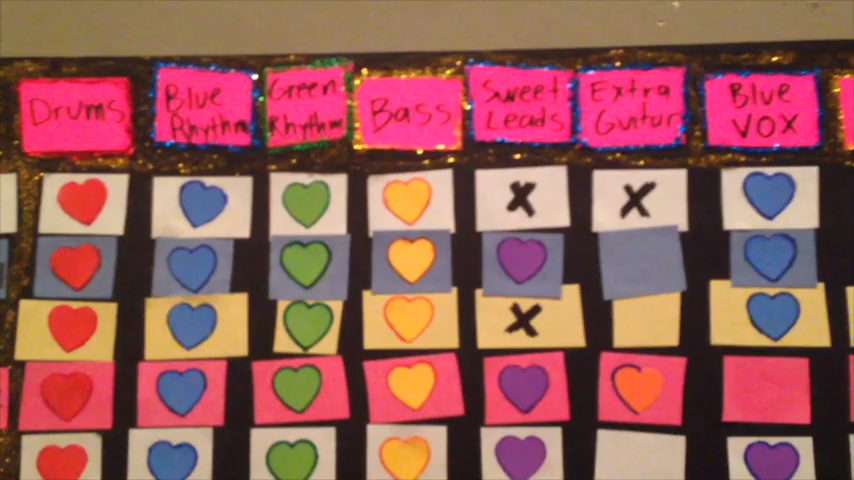 Drums
Blue
Rhythm
Green
Rhythm
Bass
Sweet
Leads
Extra
Guitar
Blue
VOX
X
X
X